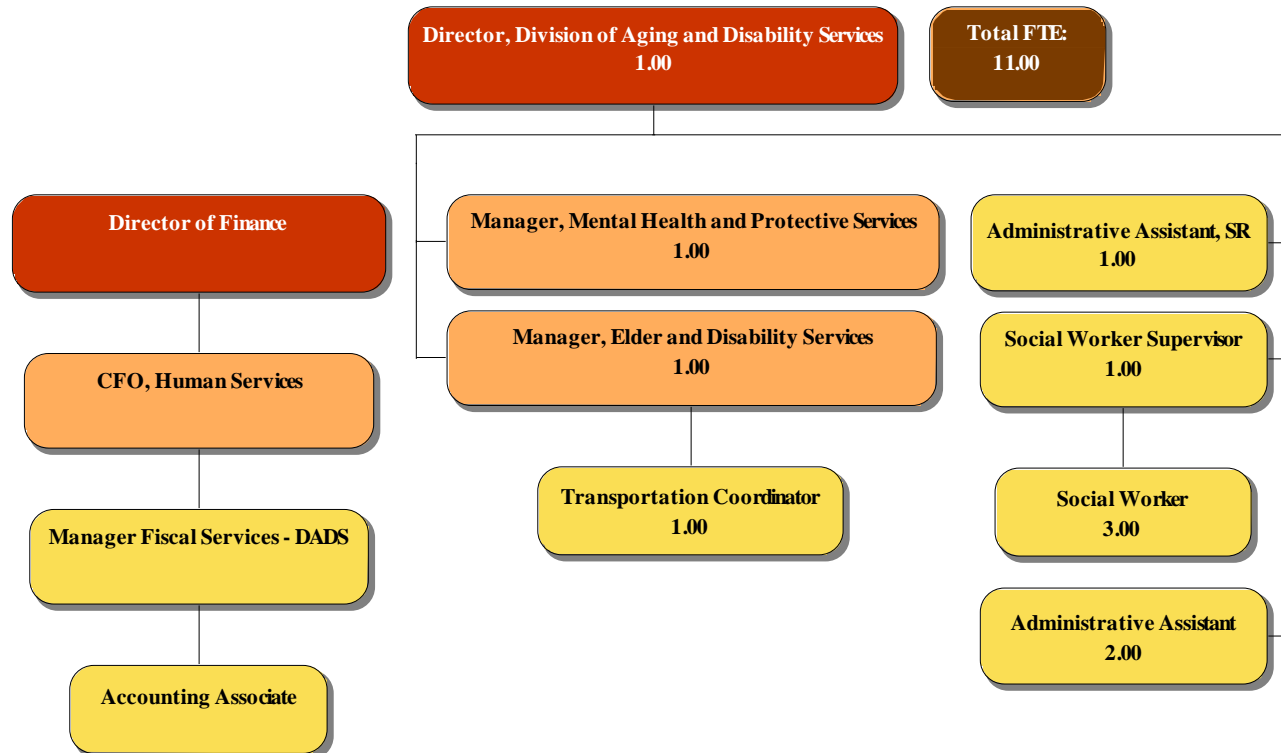 Director, Division of Aging and Disability Services
1.00
Total FTE:
11.00
Director of Finance
Manager, Mental Health and Protective Services
1.00
Administrative Assistant, SR
1.00
CFO, Human Services
Manager, Elder and Disability Services
1.00
Social Worker Supervisor
1.00
Manager Fiscal Services - DADS
Transportation Coordinator
1.00
Social Worker
3.00
Accounting Associate
Administrative Assistant
2.00